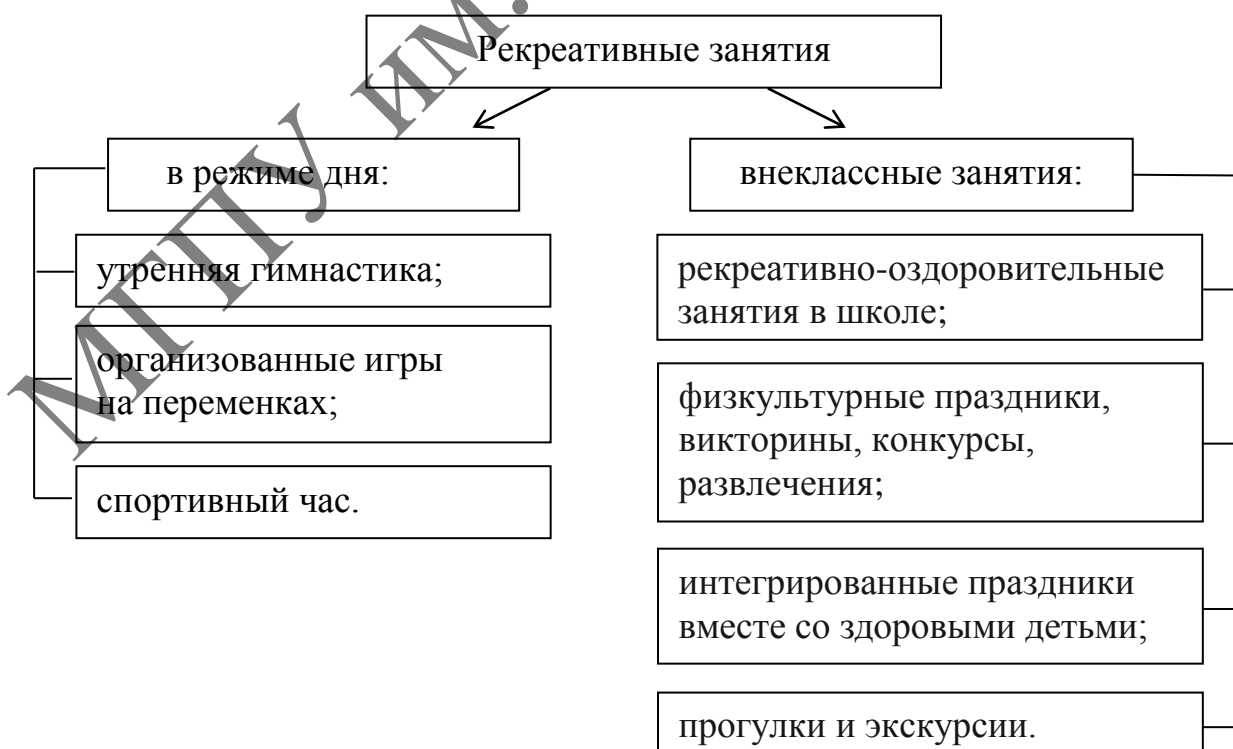 Рекреативные занятия
в режиме дня:
утренняя гимнастика;
организованные игры
на переменках;
спортивный час.
внеклассные занятия:
рекреативно-оздоровительные
занятия в школе;
физкультурные праздники,
викторины, конкурсы,
развлечения;
интегрированные праздники
вместе со здоровыми детьми;
прогулки и экскурсии.
МГПУ им.